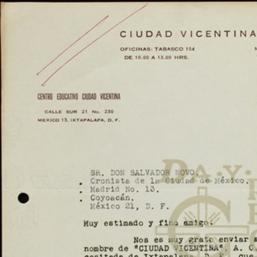 CIUDAD VICENTINA
OFICINAS: TABASCO 154
DE 10.00 A 13.00 HRS.
CENTRO EDUCATIVO CIUDAD VICENTINA
CALLE SUR 21 No. 230
MEXICO 13, IXTAPALAPA, D. F.
SR. DON SALVADOR NOVO.
Cronista de la Ciudad de México.
Madrid No. 13.
Coyoacán.
México 21, D. F.
Muy estimado y fino amigo:
Nos es muy grato enviar a
nombre de "CIUDAD VICENTINA", A. C.